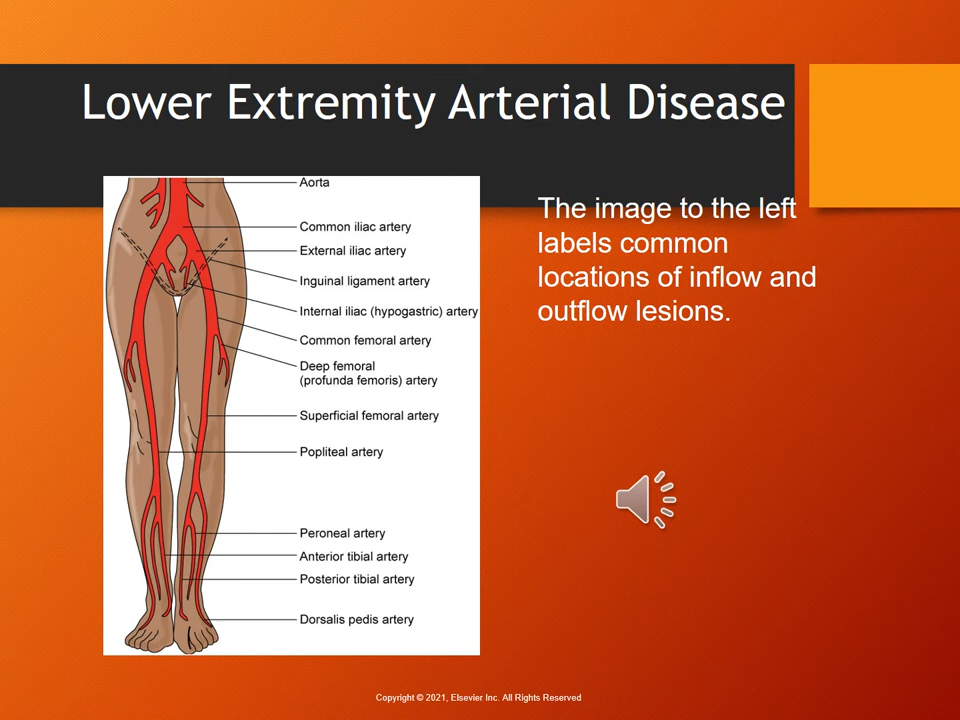 Lower Extremity Arterial Disease
Aorta
Common iliac artery
External iliac artery
Inguinal ligament artery
Internal iliac (hypogastric) artery
Common femoral artery
Deep femoral
(profunda femoris) artery
Superficial femoral artery
Popliteal artery
Peroneal artery
Anterior tibial artery
Posterior tibial artery
Dorsalis pedis artery
The image to the left
labels common
locations of inflow and
outflow lesions.
Copyright © 2021, Elsevier Inc. All Rights Reserved